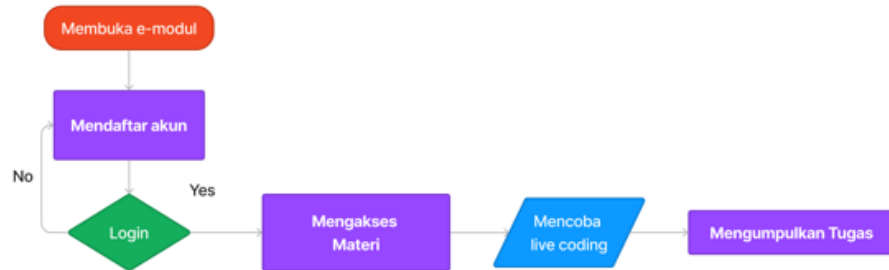 Membuka e-modul
Mendaftar akun
No
Yes
Login
Mengakses
Materi
Mencoba
live coding
Mengumpulkan Tugas